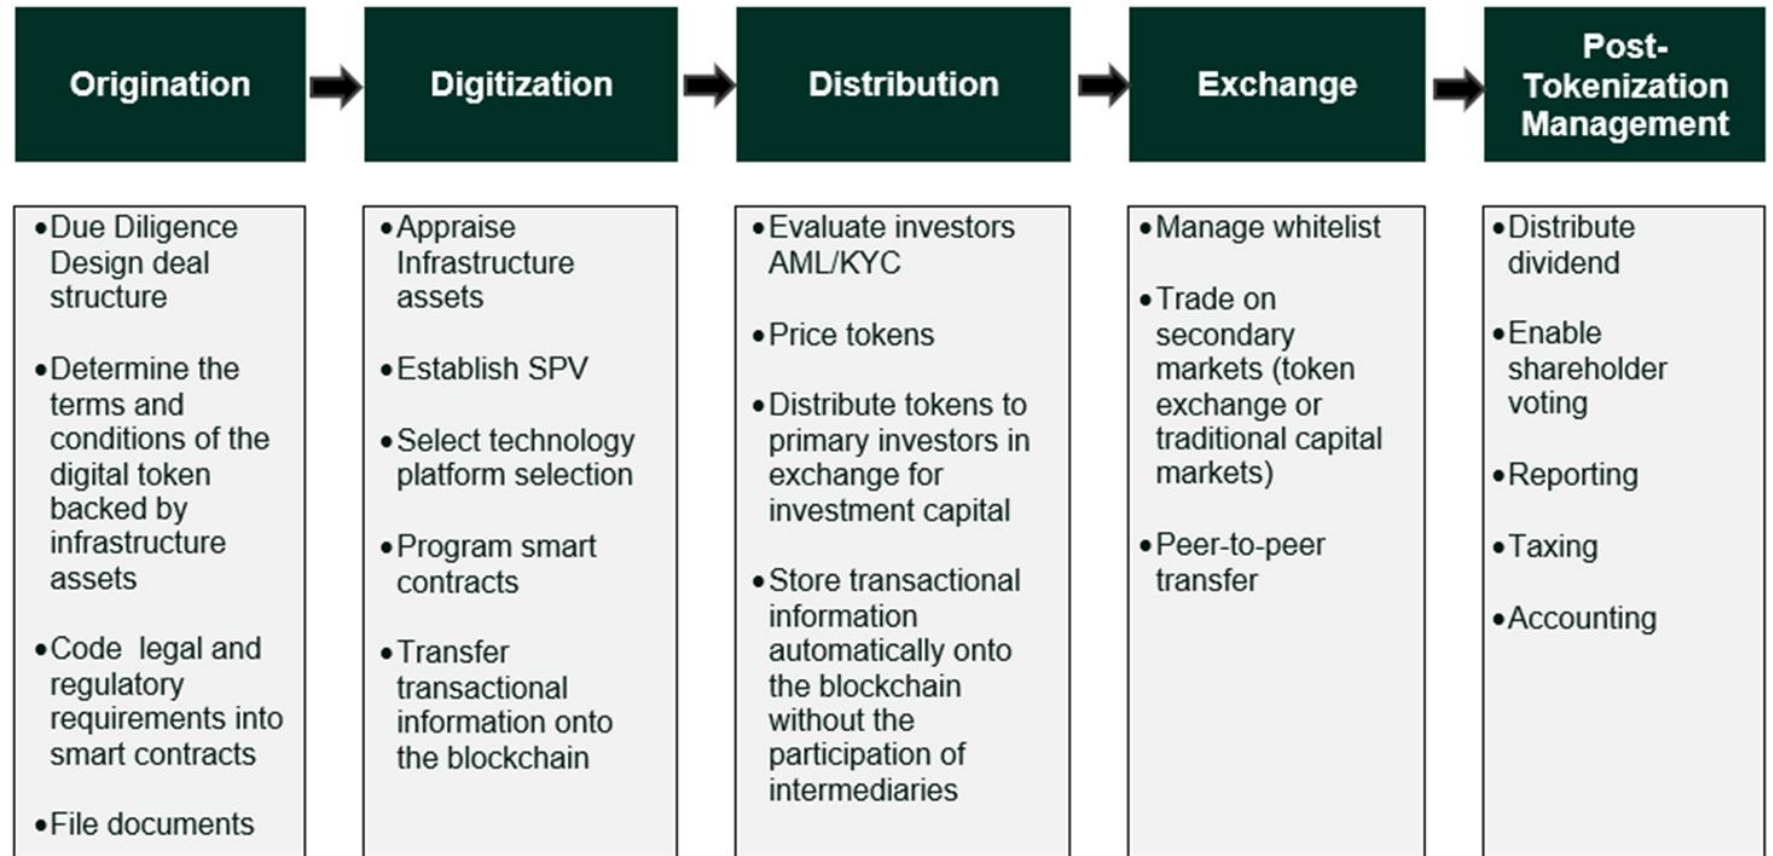 Origination
Digitization
Distribution
Exchange
Post-
Tokenization
Management
•Due Diligence
Design deal
structure
•Determine the
terms and
conditions of the
digital token
backed by
infrastructure
assets
•Code  legal and
regulatory
requirements into
smart contracts
•File documents
•Appraise
Infrastructure
assets
•Establish SPV
•Select technology
platform selection
•Program smart
contracts
•Transfer
transactional
information onto
the blockchain
•Evaluate investors
AML/KYC
•Price tokens
•Distribute tokens to
primary investors in
exchange for
investment capital
•Store transactional
information
automatically onto
the blockchain
without the
participation of
intermediaries
•Manage whitelist
•Trade on
secondary
markets (token
exchange or
traditional capital
markets)
•Peer-to-peer
transfer
•Distribute
dividend
•Enable
shareholder
voting
•Reporting
•Taxing
•Accounting